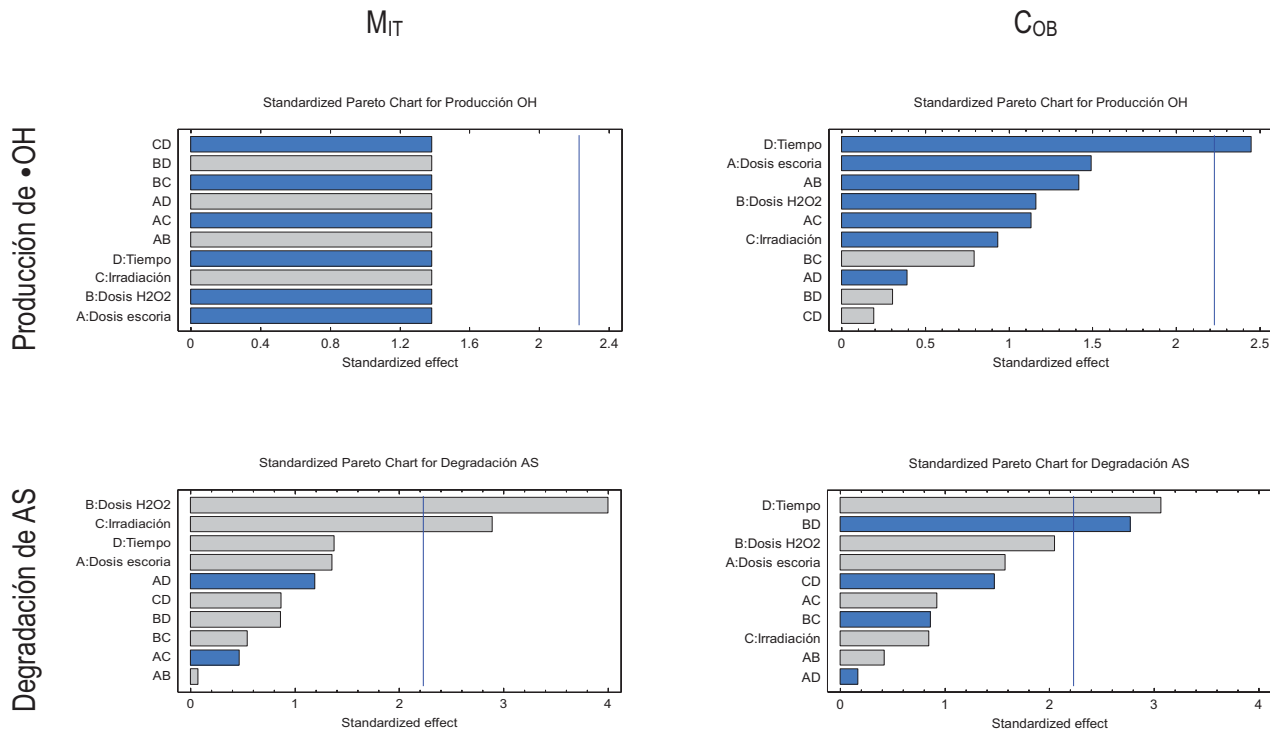 M_IT
C_OB
Producción de •OH
Standardized Pareto Chart for Producción OH
CD
BD
BC
AD
AC
AB
D:Tiempo
C:Irradiación
B:Dosis H2O2
A:Dosis escoria
0 0.4 0.8 1.2 1.6 2 2.4
Standardized effect
Standardized Pareto Chart for Producción OH
D:Tiempo
A:Dosis escoria
AB
B:Dosis H2O2
AC
C:Irradiación
BC
AD
BD
CD
0 0.5 1 1.5 2 2.5
Standardized effect
Degradación de AS
Standardized Pareto Chart for Degradación AS
B:Dosis H2O2
C:Irradiación
D:Tiempo
A:Dosis escoria
AD
CD
BD
BC
AC
AB
0 1 2 3 4
Standardized effect
Standardized Pareto Chart for Degradación AS
D:Tiempo
BD
B:Dosis H2O2
A:Dosis escoria
CD
AC
BC
C:Irradiación
AB
AD
0 1 2 3 4
Standardized effect